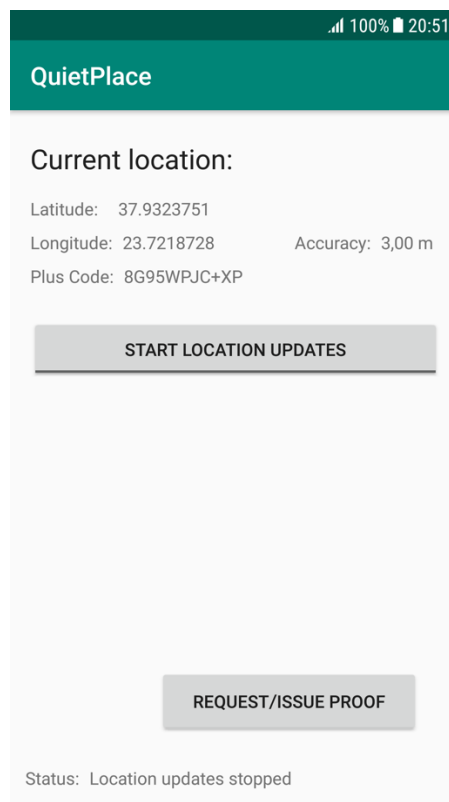 100% 20:51
QuietPlace
Current location:
Latitude: 37.9323751
Longitude: 23.7218728 Accuracy: 3,00 m
Plus Code: 8G95WPJC+XP
START LOCATION UPDATES
REQUEST/ISSUE PROOF
Status: Location updates stopped